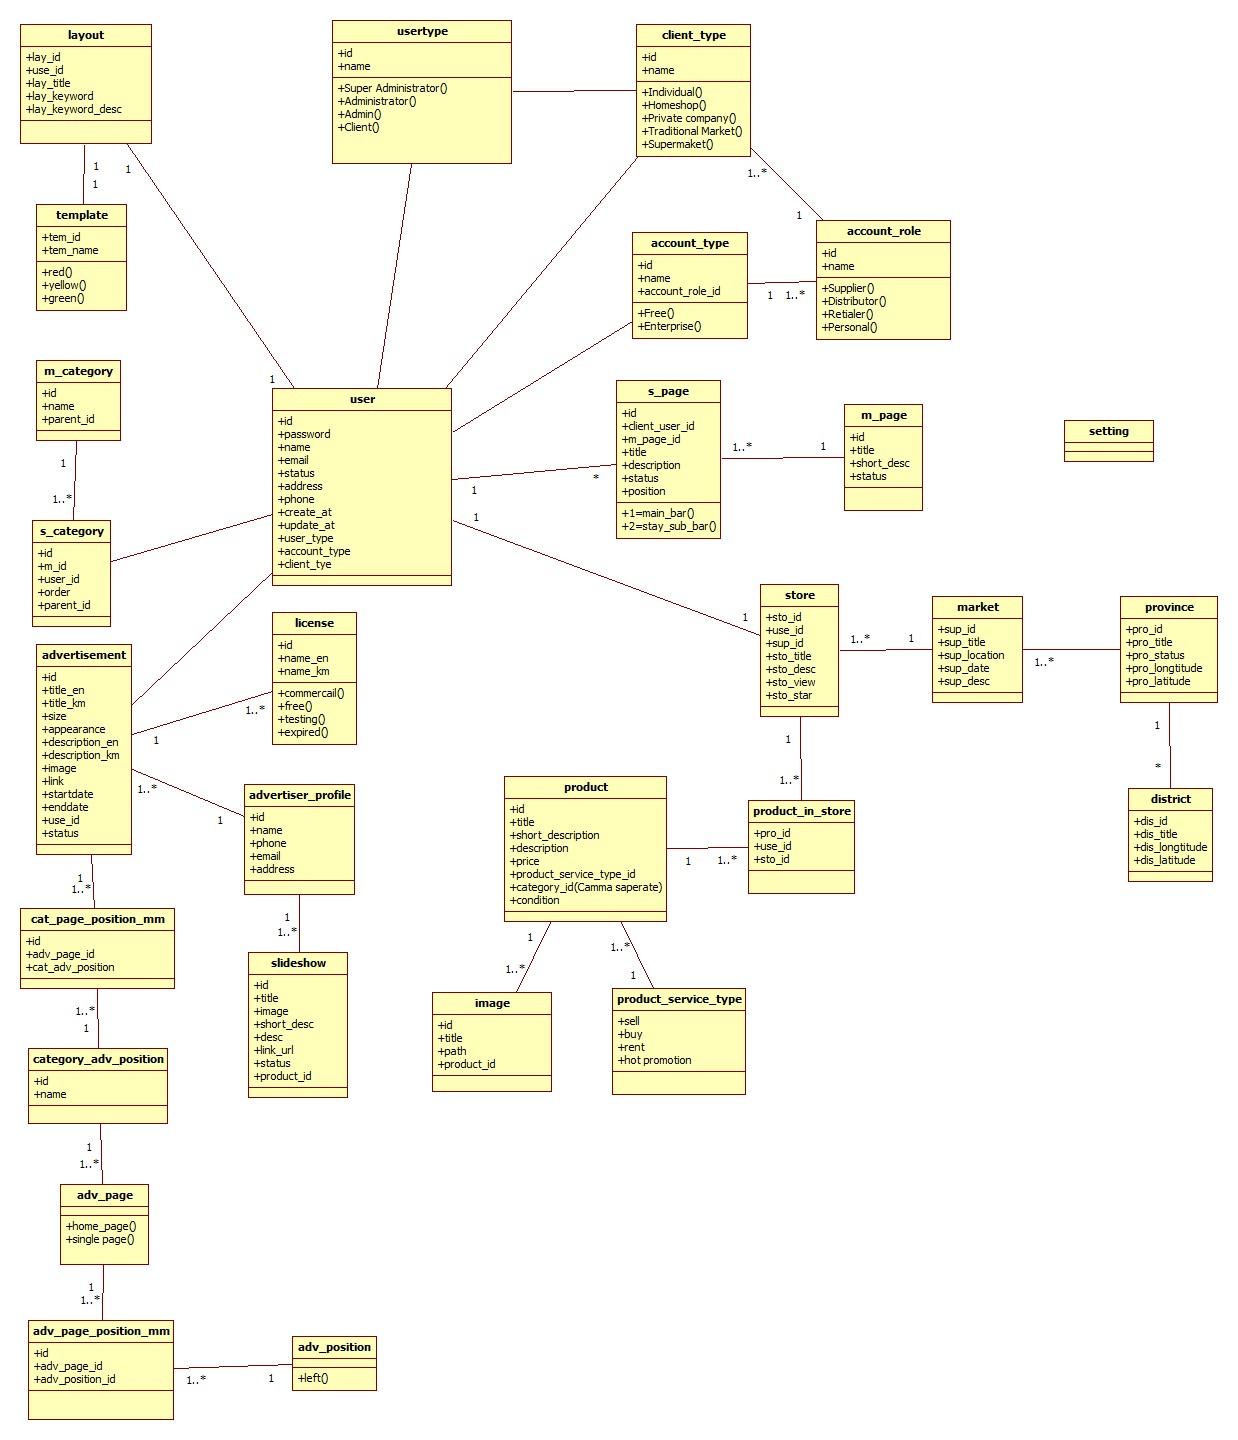 layout
+lay_id
+use_id
+lay_title
+lay_keyword
+lay_keyword_desc
usertype
+id
+name
+Super Administrator()
+Administrator()
+Admin()
+Client()
client_type
+id
+name
+Individual()
+Homeshop()
+Private company()
+Traditional Market()
+Supermaket()
1
1
1
1..*
1
template
+tem_id
+tem_name
+red()
+yellow()
+green()
account_type
+id
+name
+account_role_id
+Free()
+Enterprise()
1
1..*
account_role
+id
+name
+Supplier()
+Distributor()
+Retialer()
+Personal()
m_category
+id
+name
+parent_id
1
1..*
1
user
+id
+password
+name
+email
+status
+address
+phone
+create_at
+update_at
+user_type
+account_type
+client_tye
s_page
+id
+client_user_id
+m_page_id
+title
+description
+status
+position
+1=main_bar()
+2=stay_sub_bar()
1..*
1
m_page
+id
+title
+short_desc
+status
setting
1
*
1
1
s_category
+id
+m_id
+user_id
+order
+parent_id
store
+sto_id
+use_id
+sup_id
+sto_title
+sto_desc
+sto_view
+sto_star
1..*
1
market
+sup_id
+sup_title
+sup_location
+sup_date
+sup_desc
1..*
province
+pro_id
+pro_title
+pro_status
+pro_longtitude
+pro_latitude
advertisement
+id
+title_en
+title_km
+size
+appearance
+description_en
+description_km
+image
+link
+startdate
+enddate
+use_id
+status
license
+id
+name_en
+name_km
+commercail()
+free()
+testing()
+expired()
1..*
1
1..*
1
1
1..*
1
*
advertiser_profile
+id
+name
+phone
+email
+address
product
+id
+title
+short_description
+description
+price
+product_service_type_id
+category_id(Camma saperate)
+condition
1
1..*
product_in_store
+pro_id
+use_id
+sto_id
district
+dis_id
+dis_title
+dis_longtitude
+dis_latitude
1
1..*
cat_page_position_mm
+id
+adv_page_id
+cat_adv_position
1
1..*
slideshow
+id
+title
+image
+short_desc
+desc
+link_url
+status
+product_id
1
1..*
1..*
1
image
+id
+title
+path
+product_id
product_service_type
+sell
+buy
+rent
+hot promotion
1..*
1
category_adv_position
+id
+name
1
1..*
adv_page
+home_page()
+single page()
1
1..*
adv_page_position_mm
+id
+adv_page_id
+adv_position_id
1..*
1
adv_position
+left()